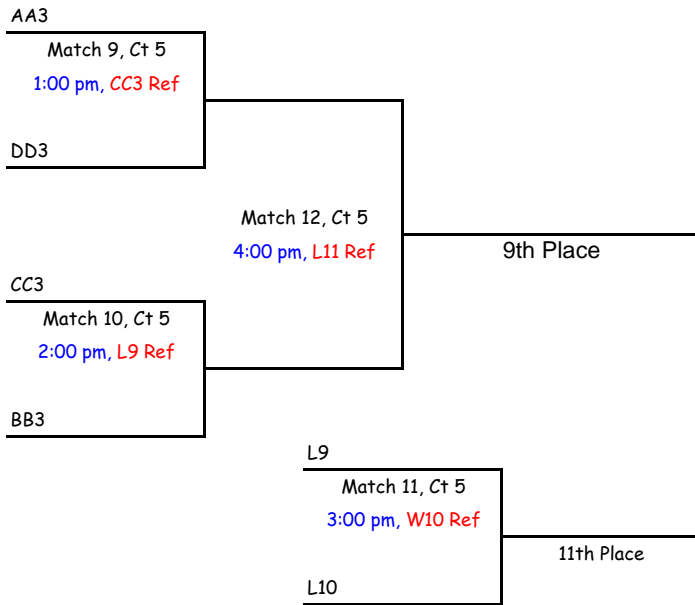 AA3
Match 9, Ct 5
1:00 pm, CC3 Ref
DD3
Match 12, Ct 5
4:00 pm, L11 Ref
9th Place
CC3
Match 10, Ct 5
2:00 pm, L9 Ref
BB3
L9
Match 11, Ct 5
3:00 pm, W10 Ref
11th Place
L10